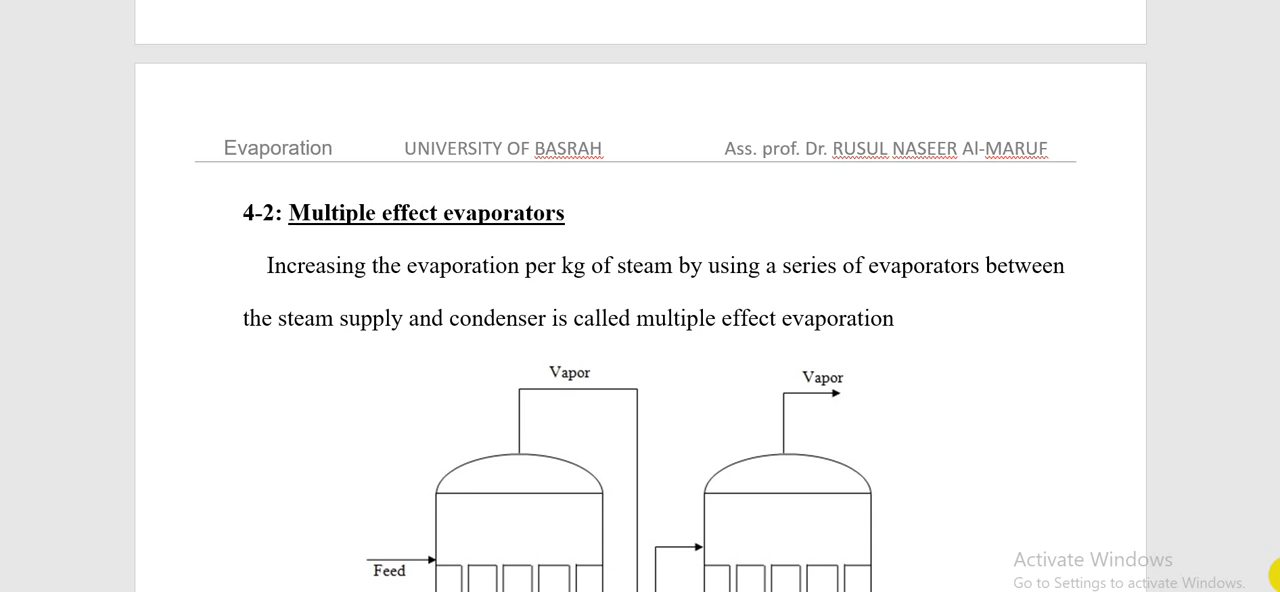 Evaporation UNIVERSITY OF BASRAH Ass. prof. Dr. RUSUL NASEER Al-MARUF
4-2: Multiple effect evaporators
Increasing the evaporation per kg of steam by using a series of evaporators between
the steam supply and condenser is called multiple effect evaporation
Vapor
Vapor
Feed
Activate Windows
Go to Settings to activate Windows.